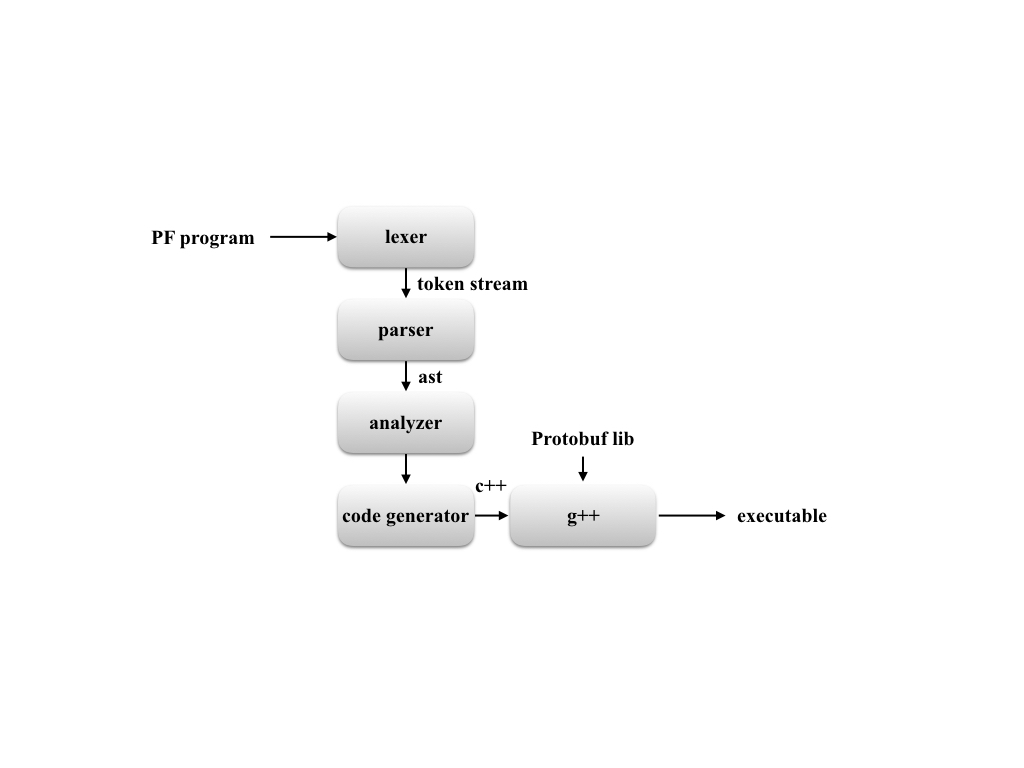 PF program
lexer
token stream
parser
ast
analyzer
Protobuf lib
c++
code generator
g++
executable